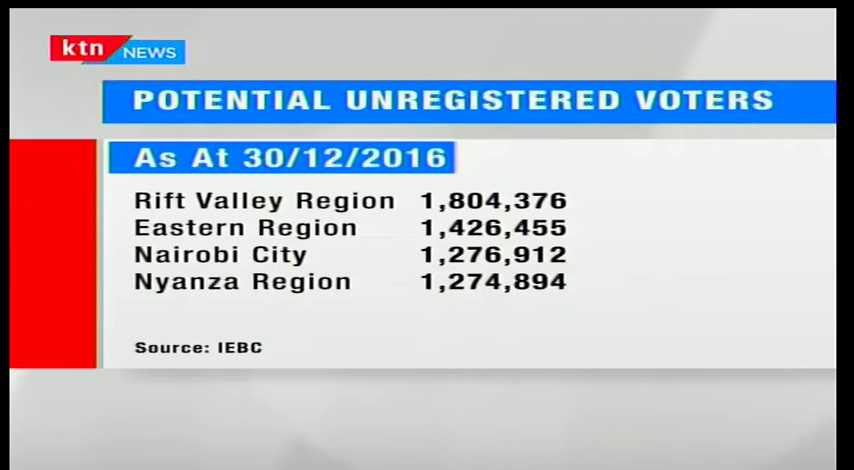 ktn NEWS
POTENTIAL UNREGISTERED VOTERS
As At 30/12/2016
Rift Valley Region 1,804,376
Eastern Region 1,426,455
Nairobi City 1,276,912
Nyanza Region 1,274,894
Source: IEBC